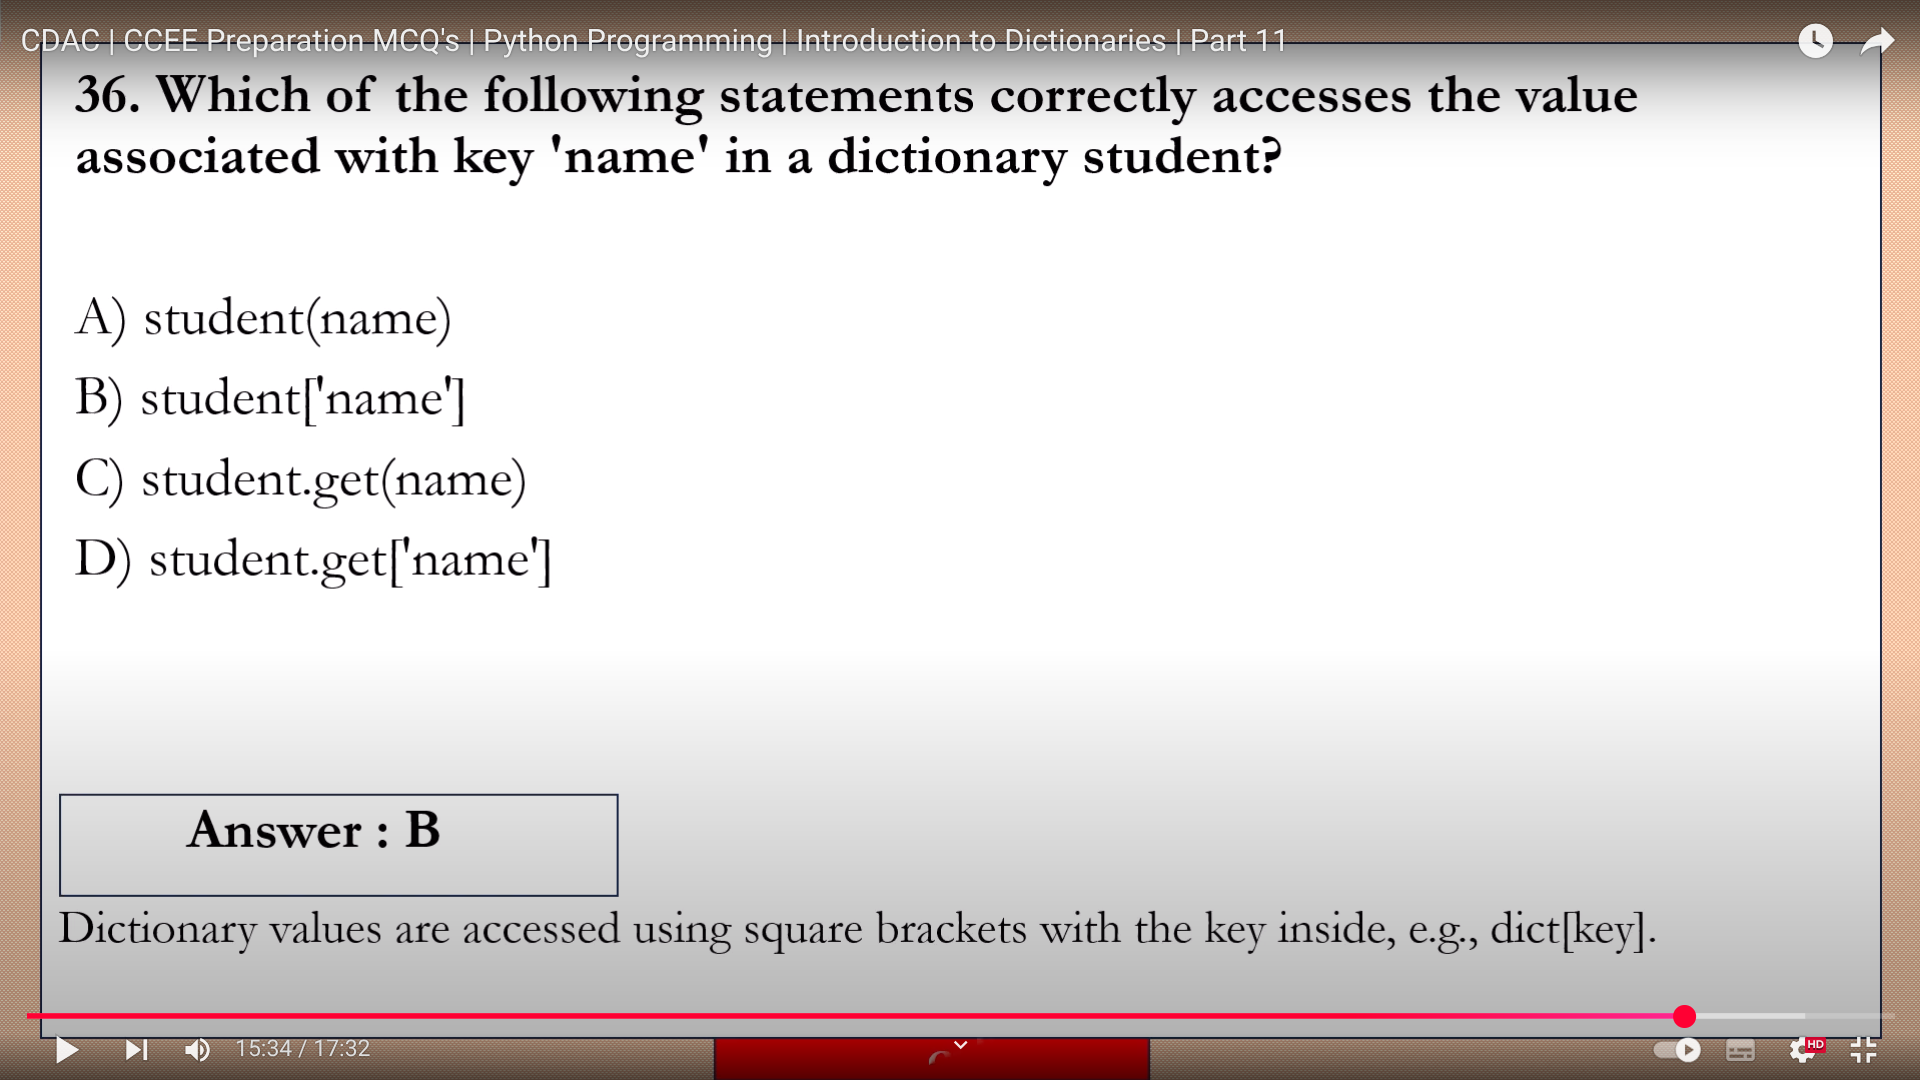 CDAC | CCEE Preparation MCQ's | Python Programming | Introduction to Dictionaries | Part 11
36. Which of the following statements correctly accesses the value
associated with key 'name' in a dictionary student?
A) student(name)
B) student['name']
C) student.get(name)
D) student.get['name']
Answer : B
Dictionary values are accessed using square brackets with the key inside, e.g., dict[key].
15:34 / 17:32
HD